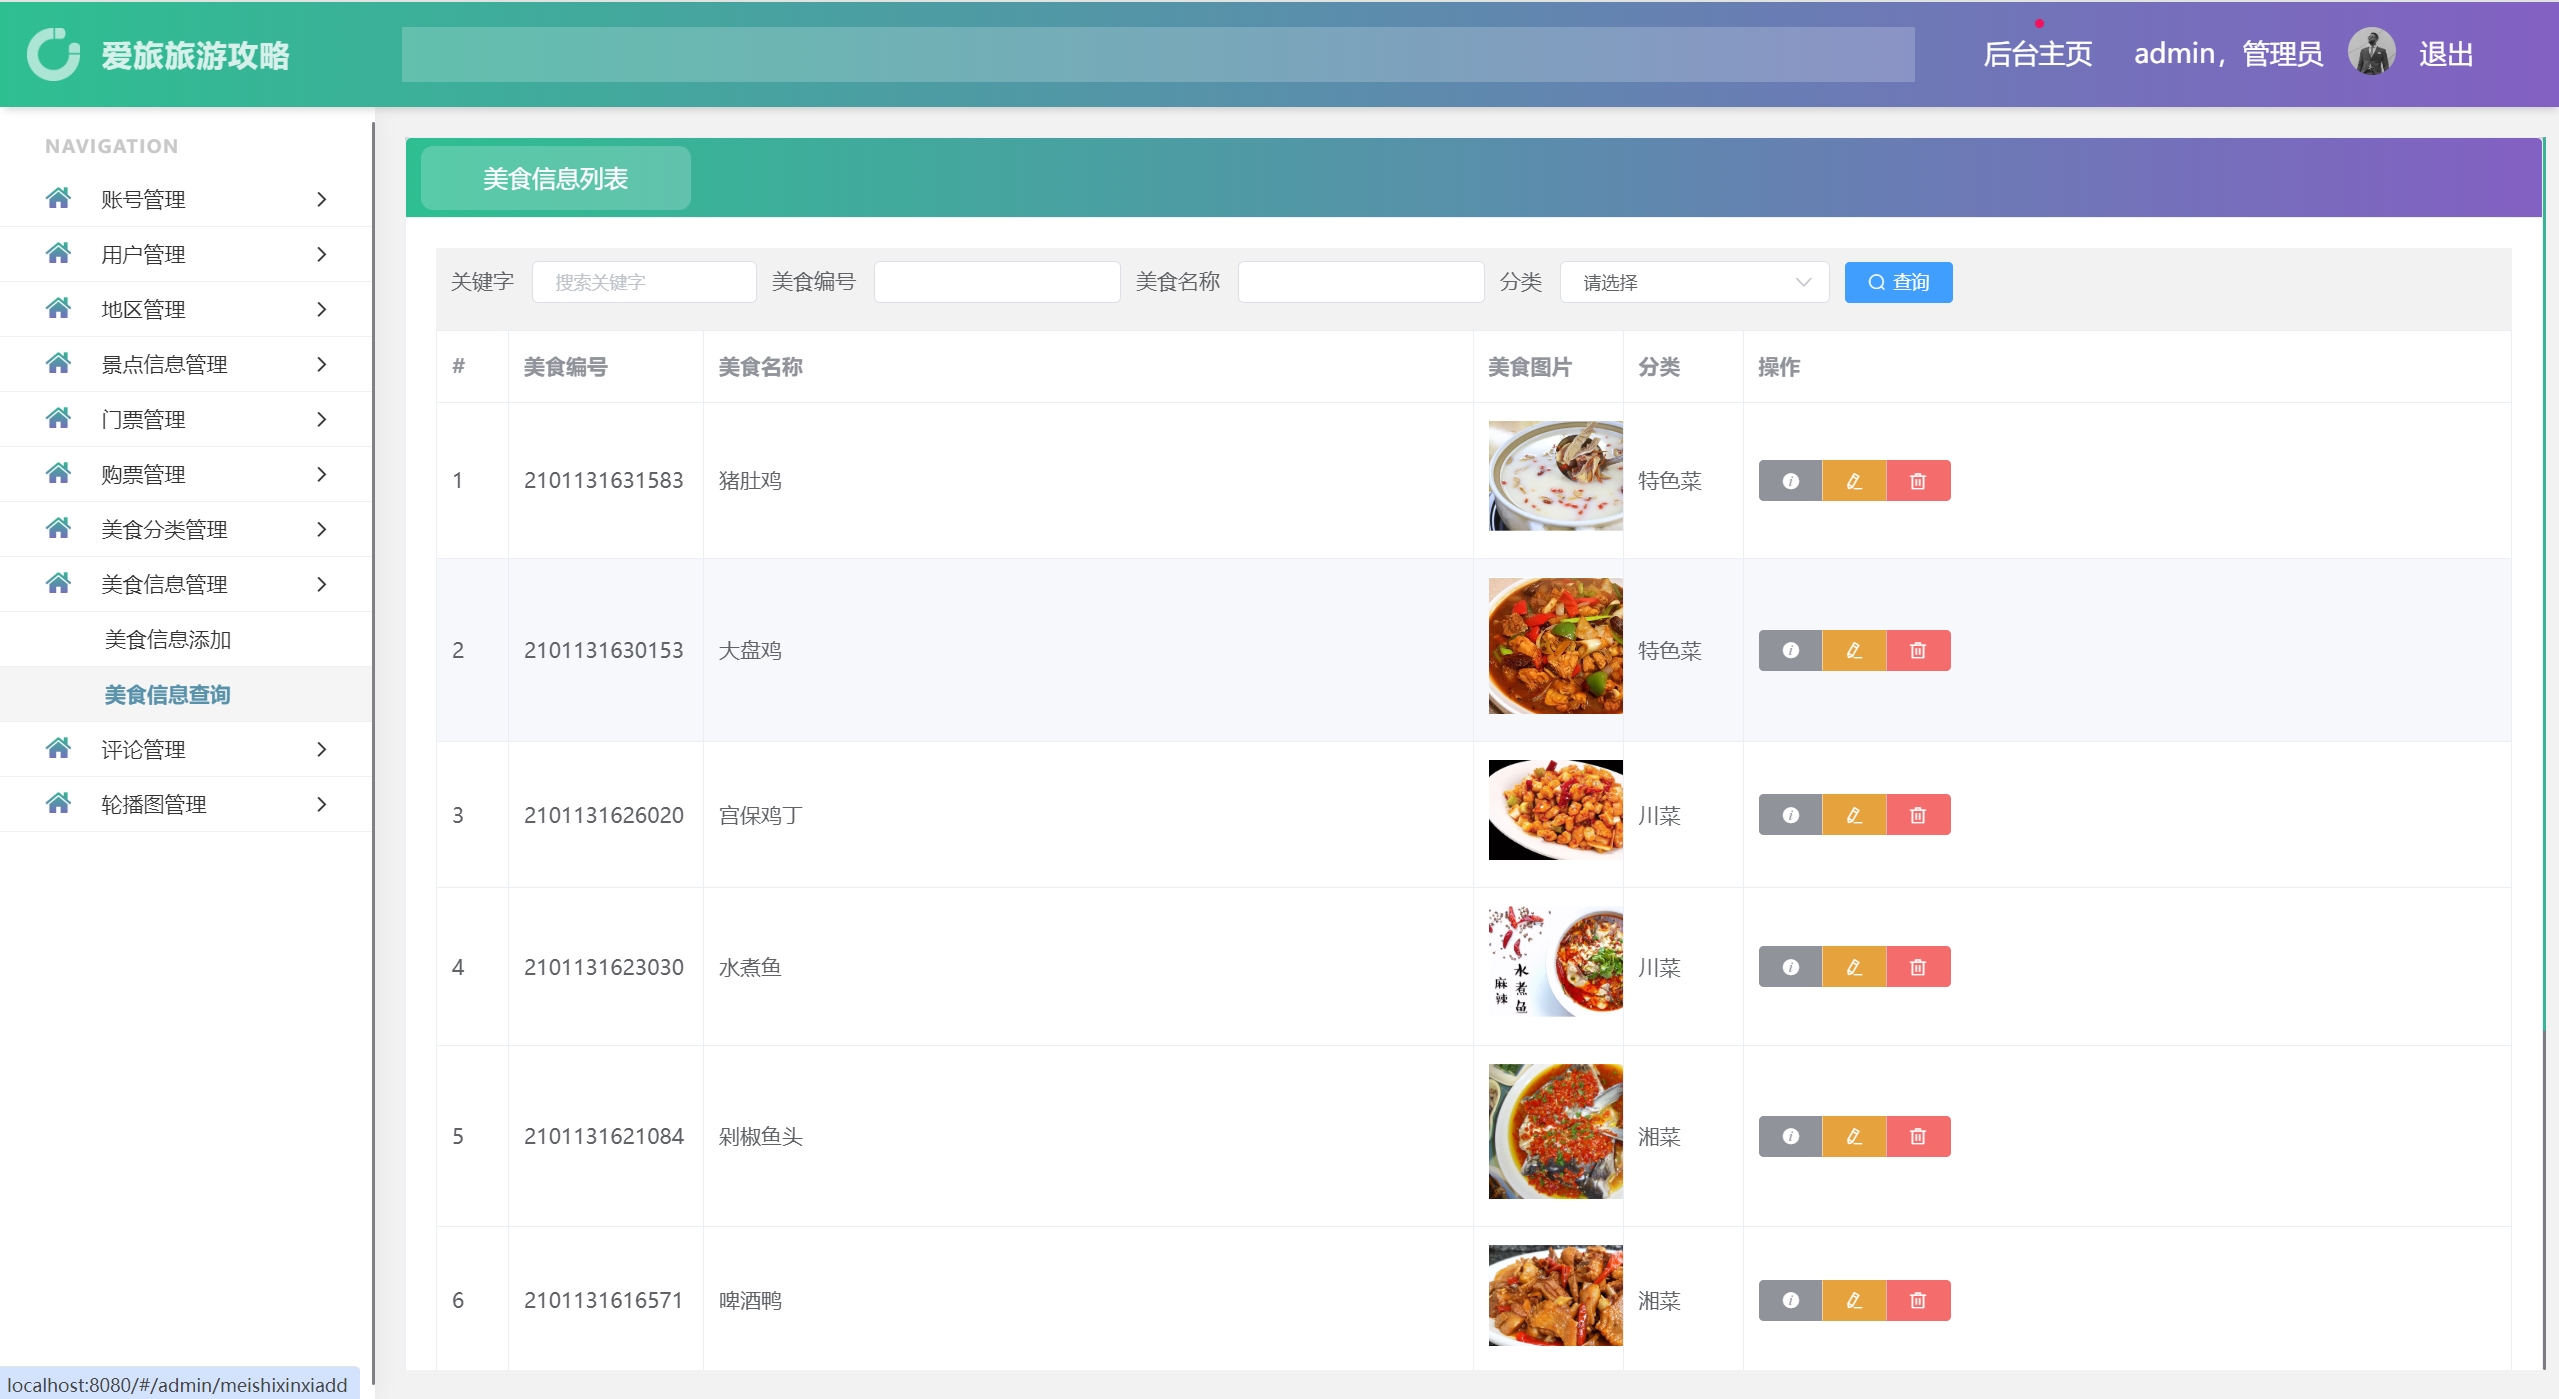 爱旅旅游攻略
后台主页 admin，管理员 退出
NAVIGATION
账号管理
用户管理
地区管理
景点信息管理
门票管理
购票管理
美食分类管理
美食信息管理
美食信息添加
美食信息查询
评论管理
轮播图管理
美食信息列表
关键字 搜索关键字 美食编号 美食名称 分类 请选择 查询
# 美食编号 美食名称 美食图片 分类 操作
1 2101131631583 猪肚鸡 特色菜
2 2101131630153 大盘鸡 特色菜
3 2101131626020 宫保鸡丁 川菜
4 2101131623030 水煮鱼 川菜
水煮鱼
麻辣
5 2101131621084 剁椒鱼头 湘菜
6 2101131616571 啤酒鸭 湘菜
localhost:8080/#/admin/meishixinxiadd